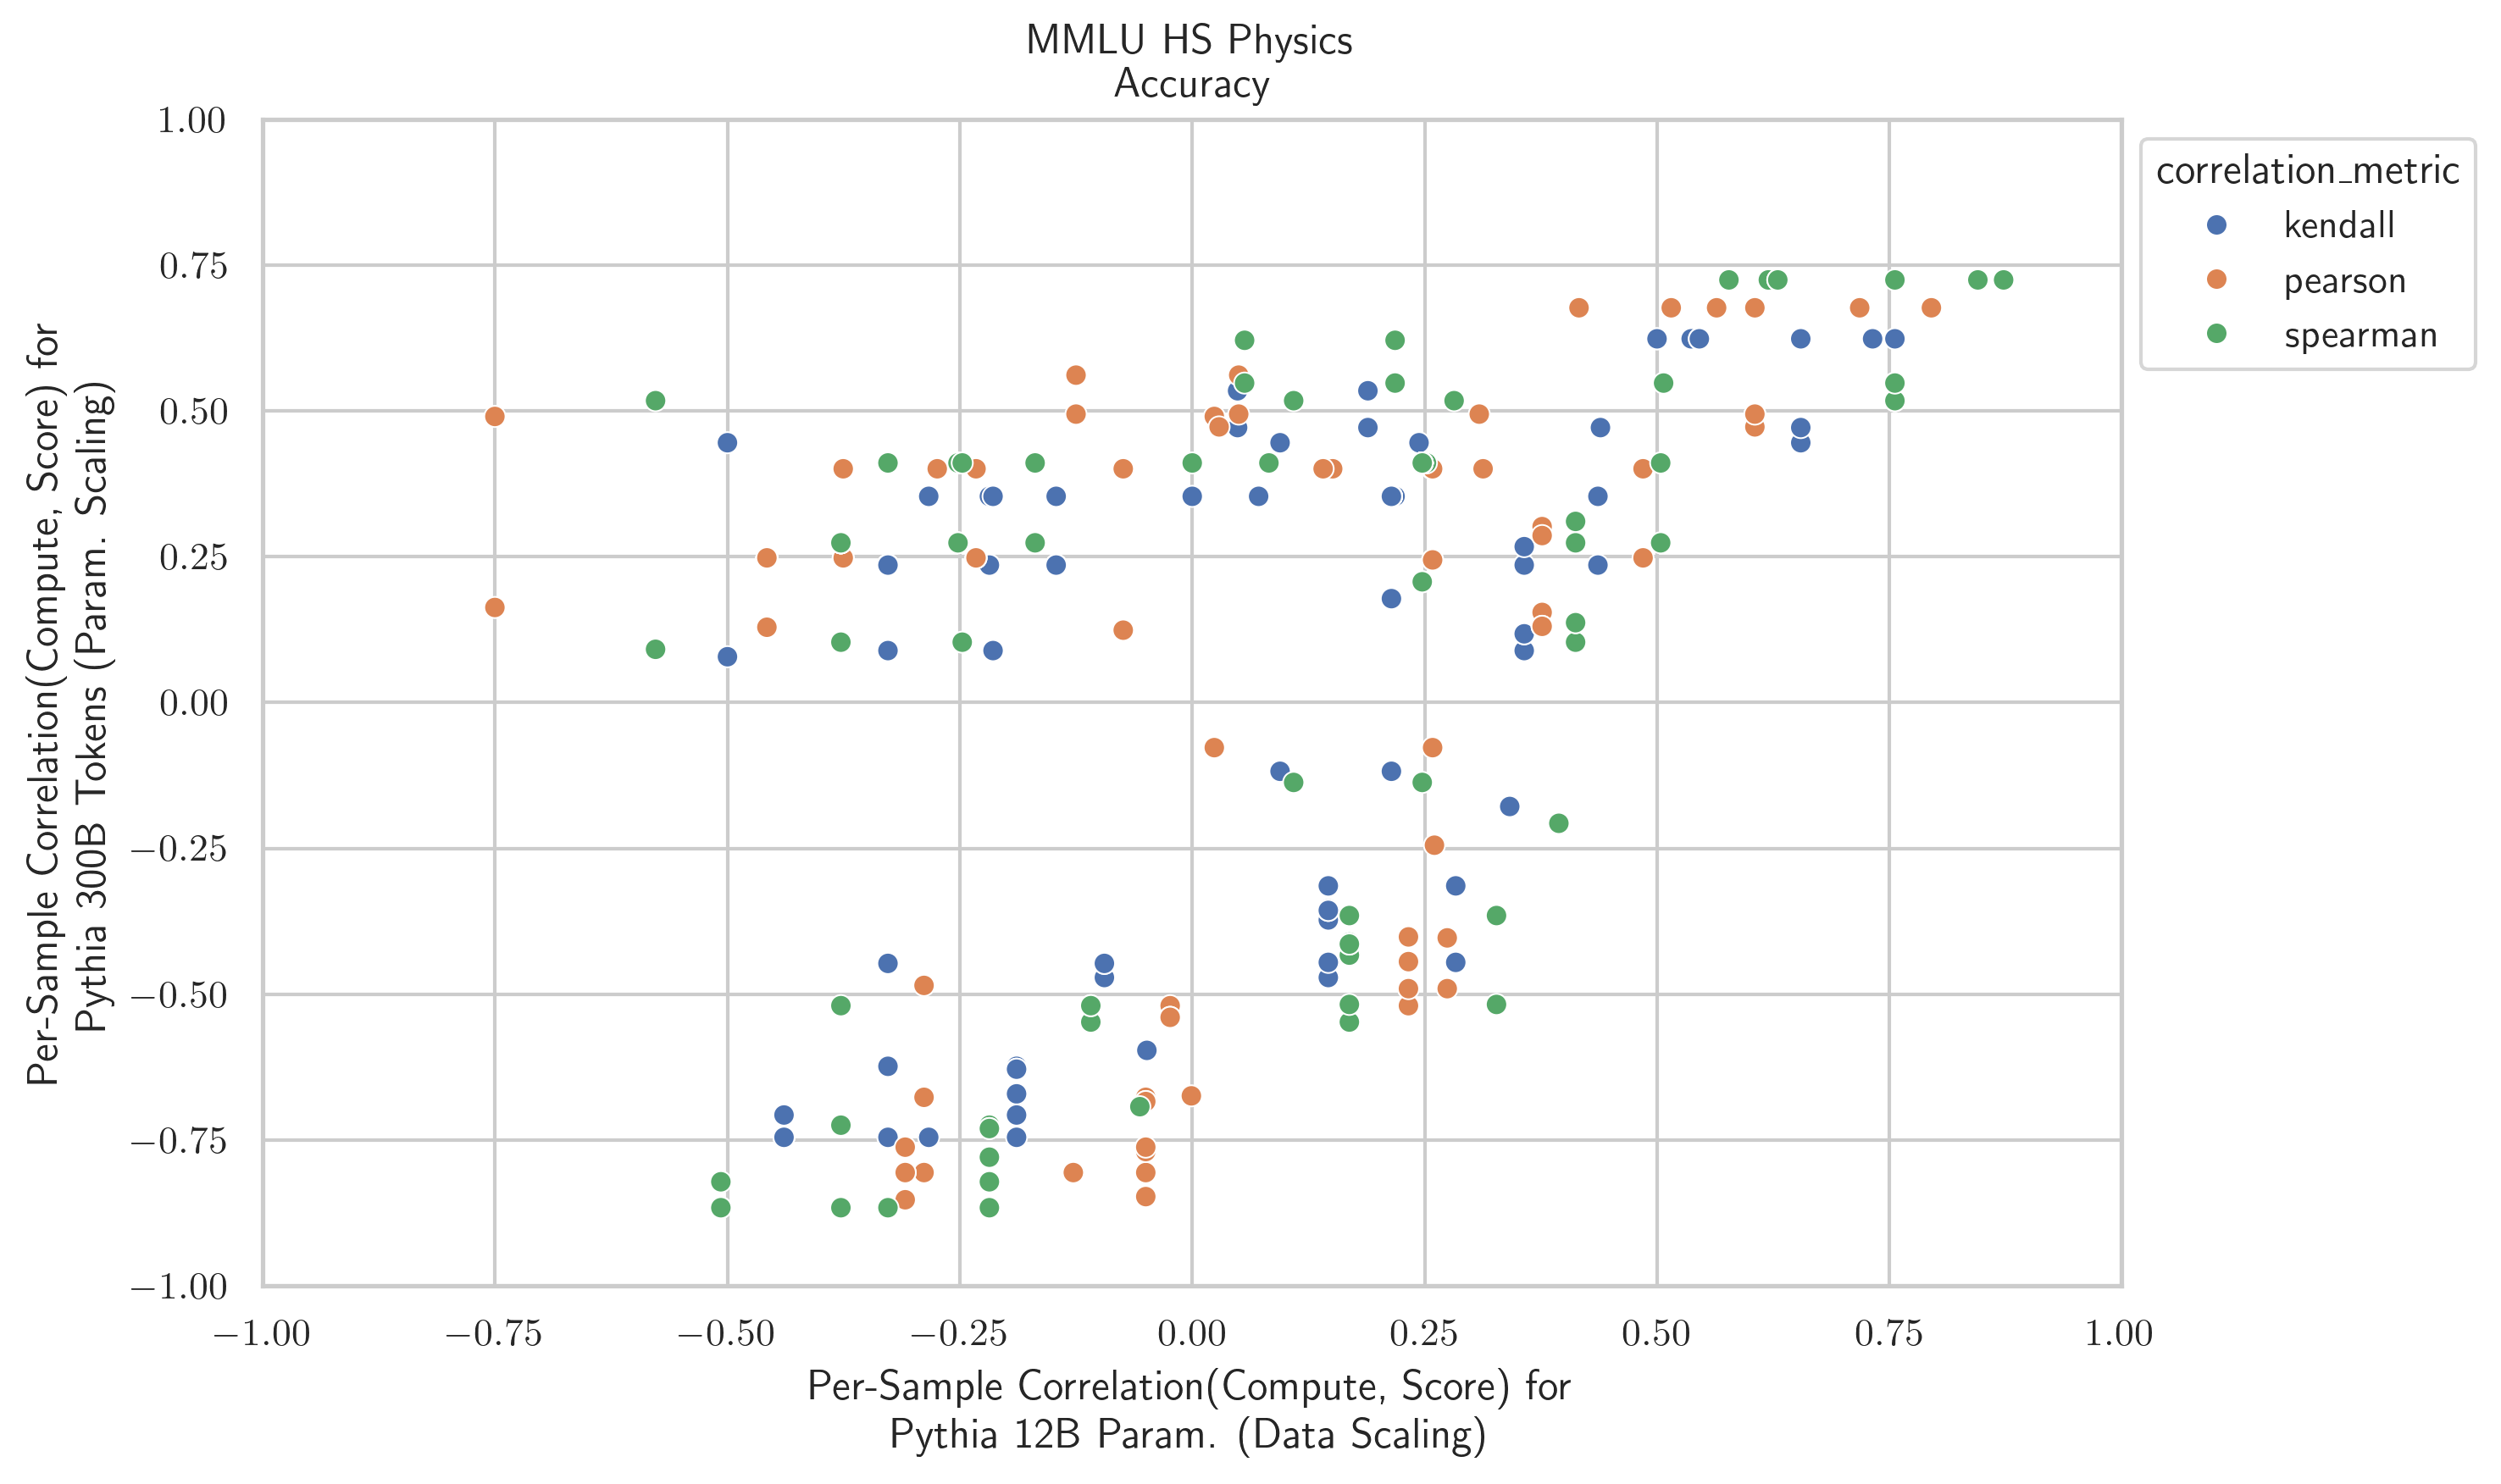 MMLU HS Physics
Accuracy
1.00
0.75
0.50
0.25
0.00
−0.25
−0.50
−0.75
−1.00
Per-Sample Correlation(Compute, Score) for
Pythia 300B Tokens (Param. Scaling)
−1.00
−0.75
−0.50
−0.25
0.00
0.25
0.50
0.75
1.00
Per-Sample Correlation(Compute, Score) for
Pythia 12B Param. (Data Scaling)
correlation_metric
kendall
pearson
spearman